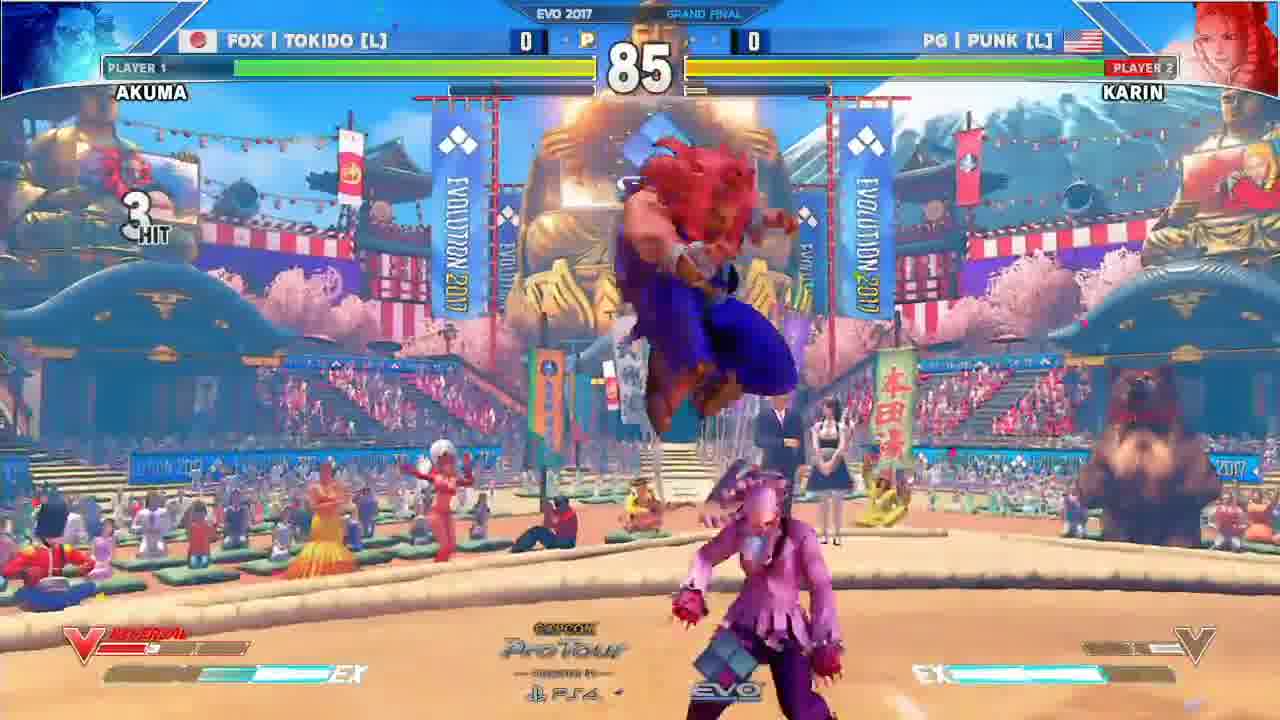 EVO 2017
GRAND FINAL
FOX | TOKIDO [L]
0
P
85
0
PG | PUNK [L]
PLAYER 1
PLAYER 2
AKUMA
KARIN
3
HIT
EVOLUTION 2017
EVOLUTION 2017
本田湯
REVERSAL
EX
CAPCOM
Pro Tour
PS4
EVO
EX